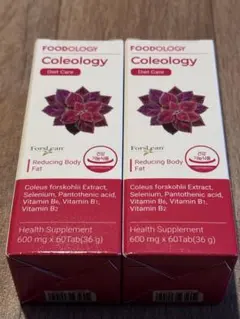 FOODOLOGY
Coleology
Diet Care
ForsLean
Reducing Body
Fat
Coleus forskohlii Extract,
Selenium, Pantothenic acid,
Vitamin B6, Vitamin B1,
Vitamin B2
Health Supplement
600 mg x 60Tab(36 g)
FOODOLOGY
Coleology
Diet Care
ForsLean
Reducing Body
Fat
Coleus forskohlii Extract,
Selenium, Pantothenic acid,
Vitamin B6, Vitamin B1,
Vitamin B2
Health Supplement
600 mg x 60Tab(36 g)